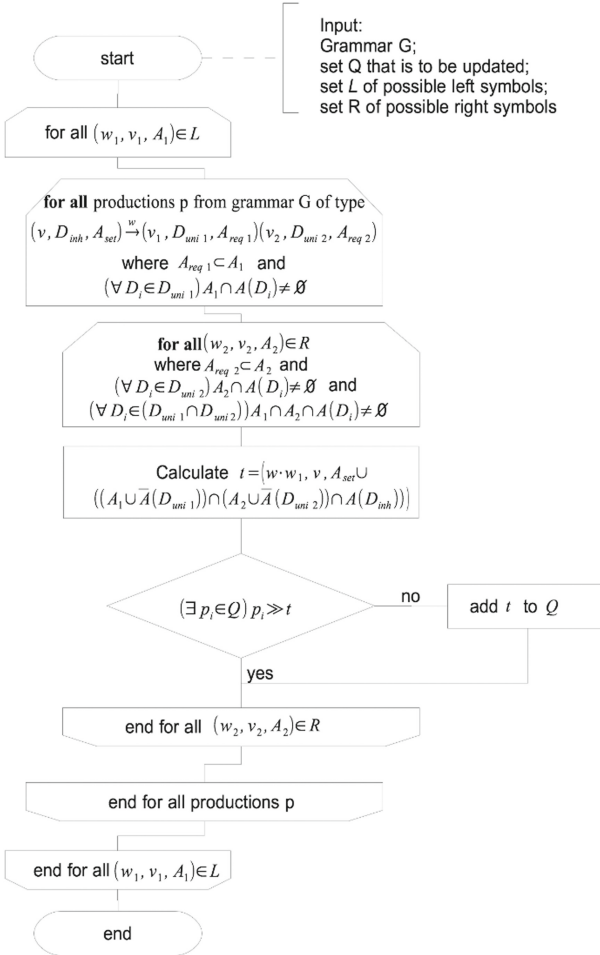 start
Input:
Grammar G;
set Q that is to be updated;
set L of possible left symbols;
set R of possible right symbols
for all (w₁, v₁, A₁)∈L
for all productions p from grammar G of type
(v, D_inh, A_set) →^w (v₁, D_uni 1, A_req 1)(v₂, D_uni 2, A_req 2)
where A_req 1⊂A₁ and
(∀ D_i∈D_uni 1) A₁∩A(D_i)≠∅
for all(w₂, v₂, A₂)∈R
where A_req 2⊂A₂ and
(∀ D_i∈D_uni 2) A₂∩A(D_i)≠∅ and
(∀ D_i∈(D_uni 1∩D_uni 2)) A₁∩A₂∩A(D_i)≠∅
Calculate t=(w·w₁, v, A_set∪
((A₁∪A̅(D_uni 1))∩(A₂∪A̅(D_uni 2))∩A(D_inh)))
(∃ p_i∈Q) p_i≫t
no
add t to Q
yes
end for all (w₂, v₂, A₂)∈R
end for all productions p
end for all(w₁, v₁, A₁)∈L
end